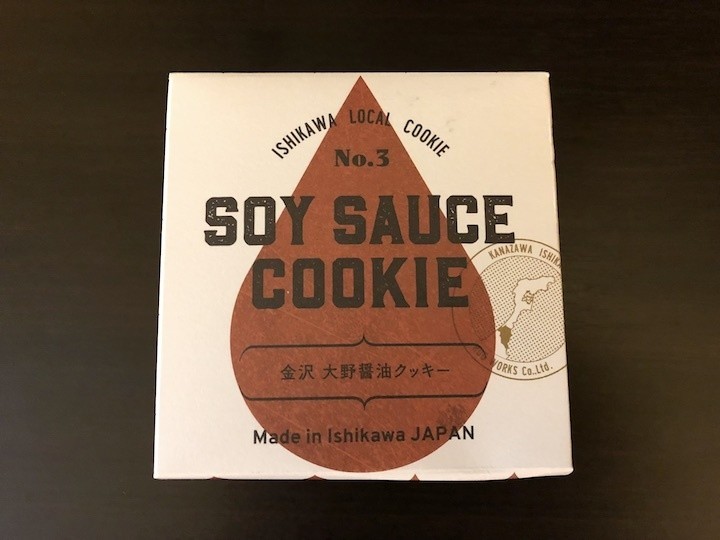 ISHIKAWA LOCAL COOKIE
No.3
SOY SAUCE
COOKIE
KANAZAWA ISHIK
金沢 大野醤油クッキー
WORKS Co.,Ltd.
Made in Ishikawa JAPAN